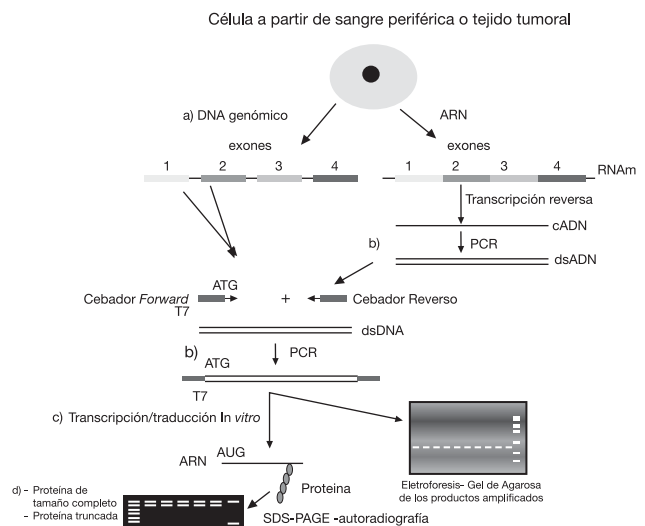 Célula a partir de sangre periférica o tejido tumoral
a) DNA genómico
ARN
exones
exones
1 2 3 4
1 2 3 4
RNAm
Transcripción reversa
cADN
b)
PCR
dsADN
ATG
Cebador Forward
+
Cebador Reverso
T7
dsDNA
b)
PCR
ATG
T7
c) Transcripción/traducción In vitro
AUG
ARN
Proteina
Eletroforesis- Gel de Agarosa
de los productos amplificados
d) - Proteína de
tamaño completo
- Proteína truncada
SDS-PAGE -autoradiografía